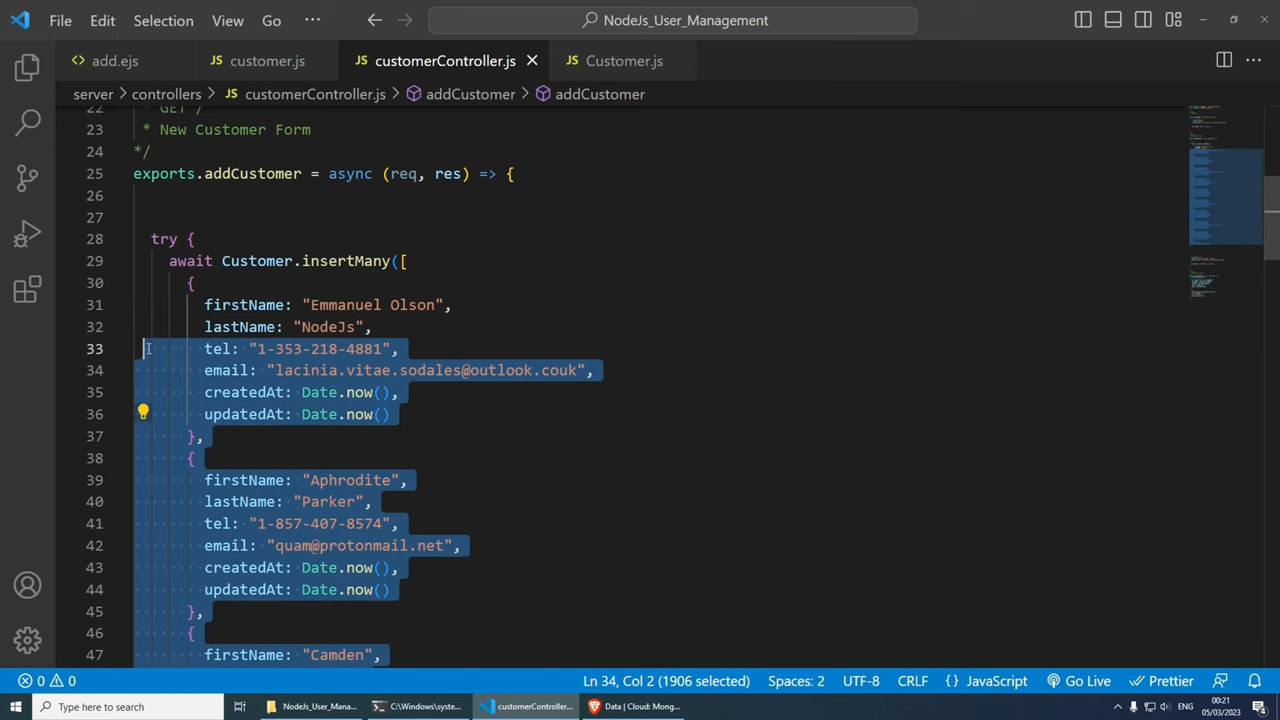 File Edit Selection View Go ··· NodeJs_User_Management
<> add.ejs JS customer.js JS customerController.js JS Customer.js ···
server > controllers > JS customerController.js > addCustomer > addCustomer
22 * GET /
23 * New Customer Form
24 */
25 exports.addCustomer = async (req, res) => {
26
27
28 try {
29 await Customer.insertMany([
30 {
31 firstName: "Emmanuel Olson",
32 lastName: "NodeJs",
33 tel: "1-353-218-4881",
34 email: "lacinia.vitae.sodales@outlook.couk",
35 createdAt: Date.now(),
36 updatedAt: Date.now()
37 },
38 {
39 firstName: "Aphrodite",
40 lastName: "Parker",
41 tel: "1-857-407-8574",
42 email: "quam@protonmail.net",
43 createdAt: Date.now(),
44 updatedAt: Date.now()
45 },
46 {
47 firstName: "Camden",
0 0 Ln 34, Col 2 (1906 selected) Spaces: 2 UTF-8 CRLF {} JavaScript Go Live Prettier
Type here to search NodeJs_User_Mana... C:\Windows\syste... customerController... Data | Cloud: Mong... ENG 00:21
05/03/2023 4